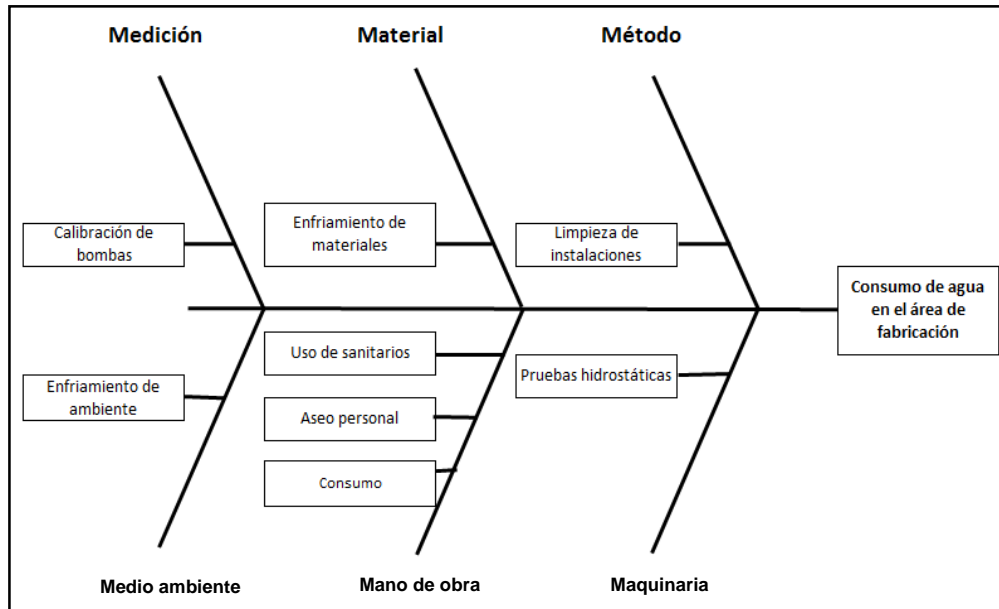 Medición
Material
Método
Calibración de
bombas
Enfriamiento de
materiales
Limpieza de
instalaciones
Consumo de agua
en el área de
fabricación
Uso de sanitarios
Pruebas hidrostáticas
Enfriamiento de
ambiente
Aseo personal
Consumo
Medio ambiente
Mano de obra
Maquinaria